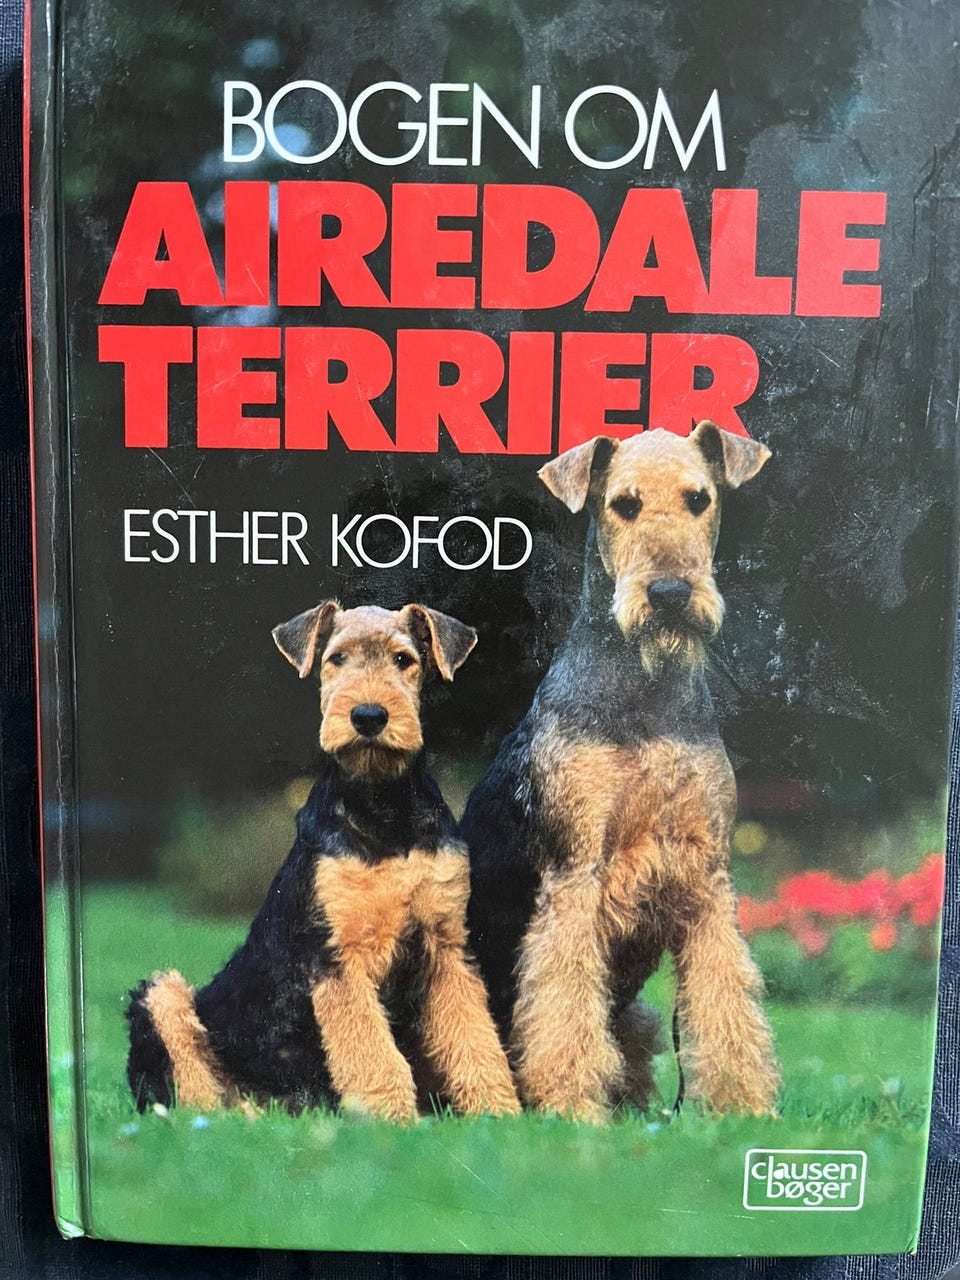 BOGEN OM
AIREDALE
TERRIER
ESTHER KOFOD
clausen
bøger